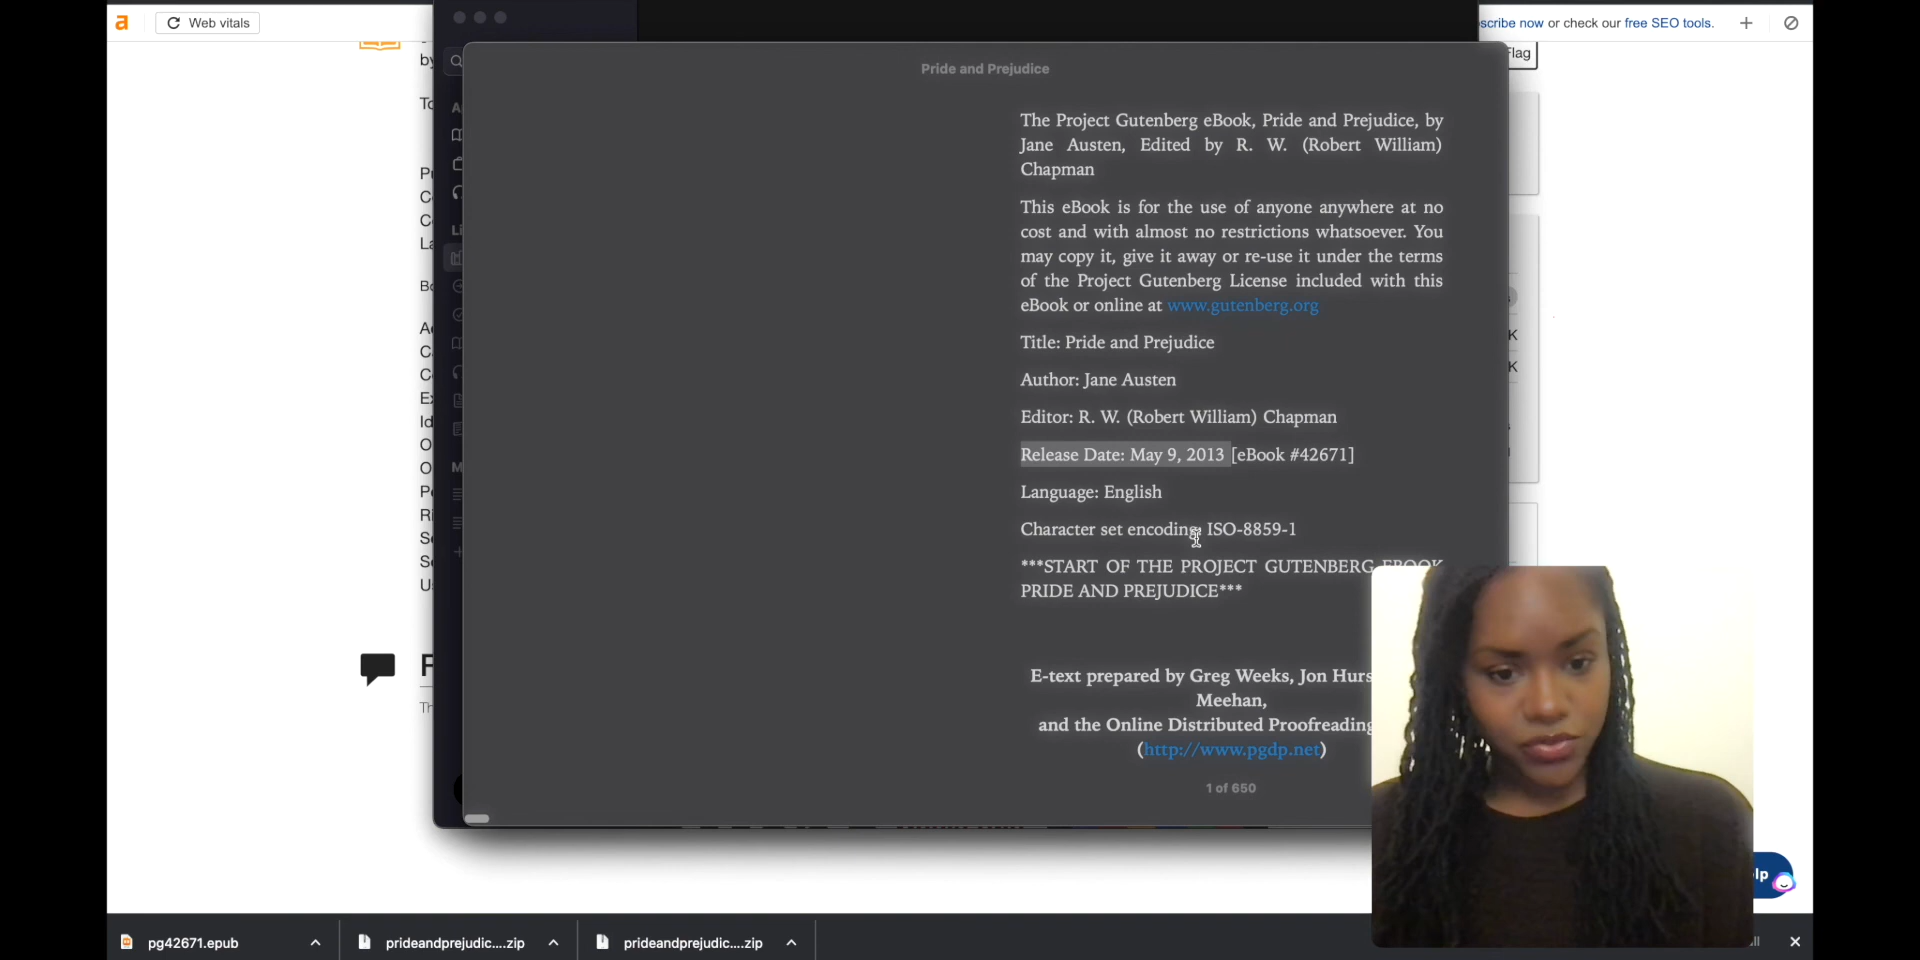 a
Web vitals
scribe now or check our free SEO tools.
Flag
by
To
Pride and Prejudice
The Project Gutenberg eBook, Pride and Prejudice, by
Jane Austen, Edited by R. W. (Robert William)
Chapman
This eBook is for the use of anyone anywhere at no
cost and with almost no restrictions whatsoever. You
may copy it, give it away or re-use it under the terms
of the Project Gutenberg License included with this
eBook or online at www.gutenberg.org
Title: Pride and Prejudice
Author: Jane Austen
Editor: R. W. (Robert William) Chapman
Release Date: May 9, 2013 [eBook #42671]
Language: English
Character set encoding: ISO-8859-1
***START OF THE PROJECT GUTENBERG EBOOK
PRIDE AND PREJUDICE***
E-text prepared by Greg Weeks, Jon Hurs
Meehan,
and the Online Distributed Proofreading
(http://www.pgdp.net)
1 of 650
K
K
lp
pg42671.epub
prideandprejudic....zip
prideandprejudic....zip